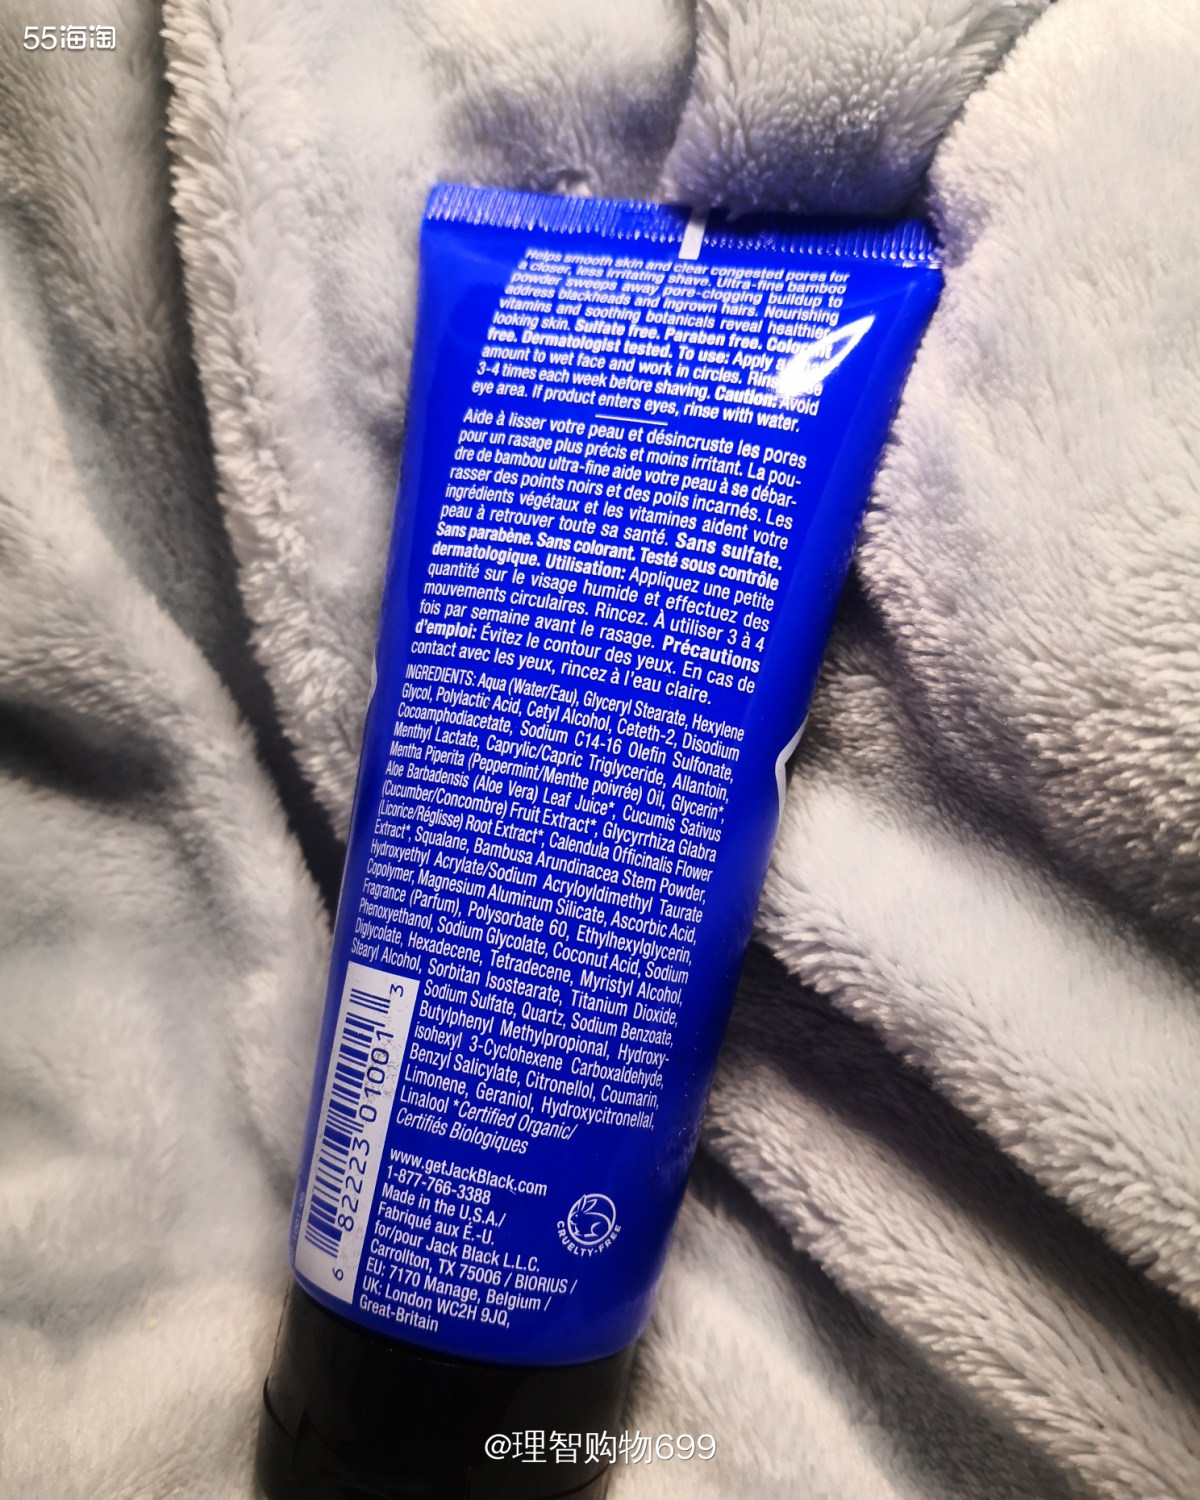 55海淘
Helps smooth skin and clear congested pores for
a closer, less irritating shave. Ultra-fine bamboo
powder sweeps away pore-clogging buildup to
address blackheads and ingrown hairs. Nourishing
vitamins and soothing botanicals reveal healthier
looking skin. Sulfate free. Paraben free. Colorant
free. Dermatologist tested. To use: Apply a
amount to wet face and work in circles.
3-4 times each week before shaving. Caution: Avoid
eye area. If product enters eyes, rinse with water.
Aide à lisser votre peau et désincruste les pores
pour un rasage plus précis et moins irritant. La pou-
dre de bambou ultra-fine aide votre peau à se débar-
rasser des points noirs et des poils incarnés. Les
ingrédients végétaux et les vitamines aident votre
peau à retrouver toute sa santé. Sans sulfate.
Sans parabène. Sans colorant. Testé sous contrôle
dermatologique. Utilisation: Appliquez une petite
quantité sur le visage humide et effectuez des
mouvements circulaires. Rincez. À utiliser 3 à 4
fois par semaine avant le rasage. Précautions
d'emploi: Évitez le contour des yeux. En cas de
contact avec les yeux, rincez à l'eau claire.
INGREDIENTS: Aqua (Water/Eau), Glyceryl Stearate, Hexylene
Glycol, Polylactic Acid, Cetyl Alcohol, Ceteth-2, Disodium
Cocoamphodiacetate, Sodium C14-16 Olefin Sulfonate,
Menthyl Lactate, Caprylic/Capric Triglyceride, Allantoin,
Mentha Piperita (Peppermint/Menthe poivrée) Oil, Glycerin*,
Aloe Barbadensis (Aloe Vera) Leaf Juice*, Cucumis Sativus
(Cucumber/Concombre) Fruit Extract*, Glycyrrhiza Glabra
(Licorice/Réglisse) Root Extract*, Calendula Officinalis Flower
Extract*, Squalane, Bambusa Arundinacea Stem Powder,
Hydroxyethyl Acrylate/Sodium Acryloyldimethyl Taurate
Copolymer, Magnesium Aluminum Silicate, Ascorbic Acid,
Fragrance (Parfum), Polysorbate 60, Ethylhexylglycerin,
Phenoxyethanol, Sodium Glycolate, Coconut Acid, Sodium
Diglycolate, Hexadecene, Tetradecene, Myristyl Alcohol,
Stearyl Alcohol, Sorbitan Isostearate, Titanium Dioxide,
Sodium Sulfate, Quartz, Sodium Benzoate,
Butylphenyl Methylpropional, Hydroxy-
isohexyl 3-Cyclohexene Carboxaldehyde,
Benzyl Salicylate, Citronellol, Coumarin,
Limonene, Geraniol, Hydroxycitronellal,
Linalool *Certified Organic/
Certifiés Biologiques
6 82223 01001 3
www.getJackBlack.com
1-877-766-3388
Made in the U.S.A./
Fabriqué aux É.-U.
for/pour Jack Black L.L.C.
Carrollton, TX 75006 / BIORIUS /
EU: 7170 Manage, Belgium /
UK: London WC2H 9JQ,
Great-Britain
CRUELTY-FREE
@理智购物699